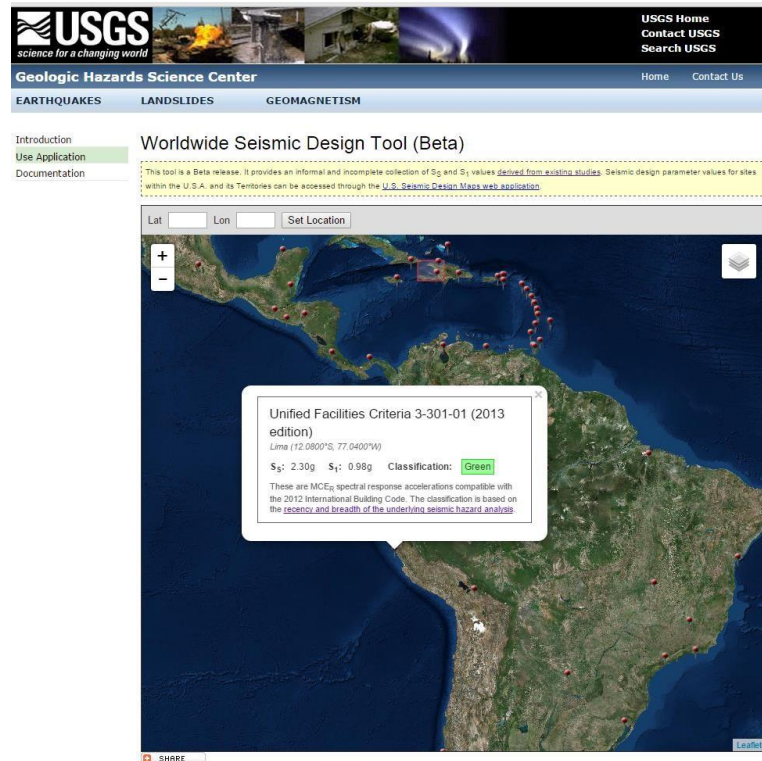 USGS
science for a changing world
USGS Home
Contact USGS
Search USGS
Geologic Hazards Science Center
Home Contact Us
EARTHQUAKES LANDSLIDES GEOMAGNETISM
Introduction
Use Application
Documentation
Worldwide Seismic Design Tool (Beta)
This tool is a Beta release. It provides an informal and incomplete collection of SS and S1 values derived from existing studies. Seismic design parameter values for sites
within the U.S.A. and its Territories can be accessed through the U.S. Seismic Design Maps web application.
Lat Lon Set Location
+
−
×
Unified Facilities Criteria 3-301-01 (2013
edition)
Lima (12.0800°S, 77.0400°W)
SS: 2.30g S1: 0.98g Classification: Green
These are MCER spectral response accelerations compatible with
the 2012 International Building Code. The classification is based on
the recency and breadth of the underlying seismic hazard analysis.
Leaflet
SHARE